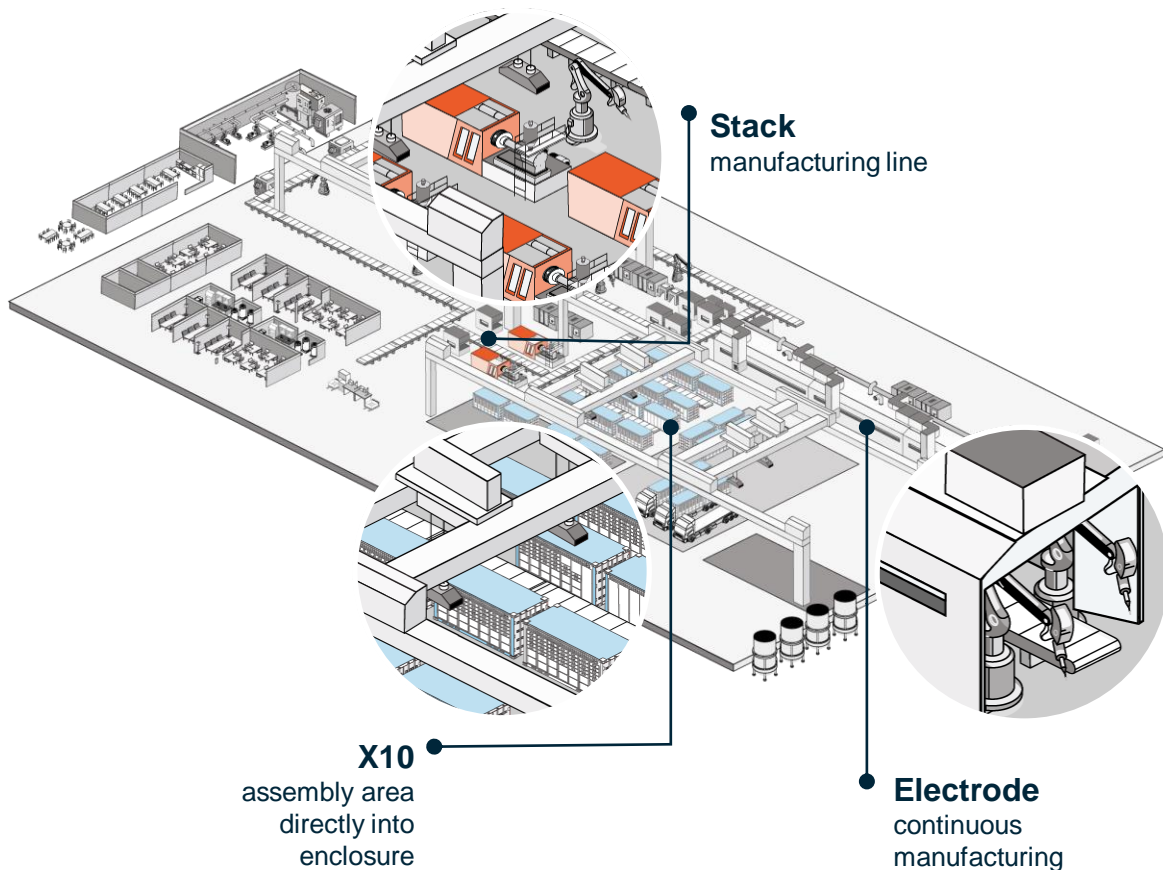 Stack
manufacturing line
X10
assembly area
directly into
enclosure
Electrode
continuous
manufacturing